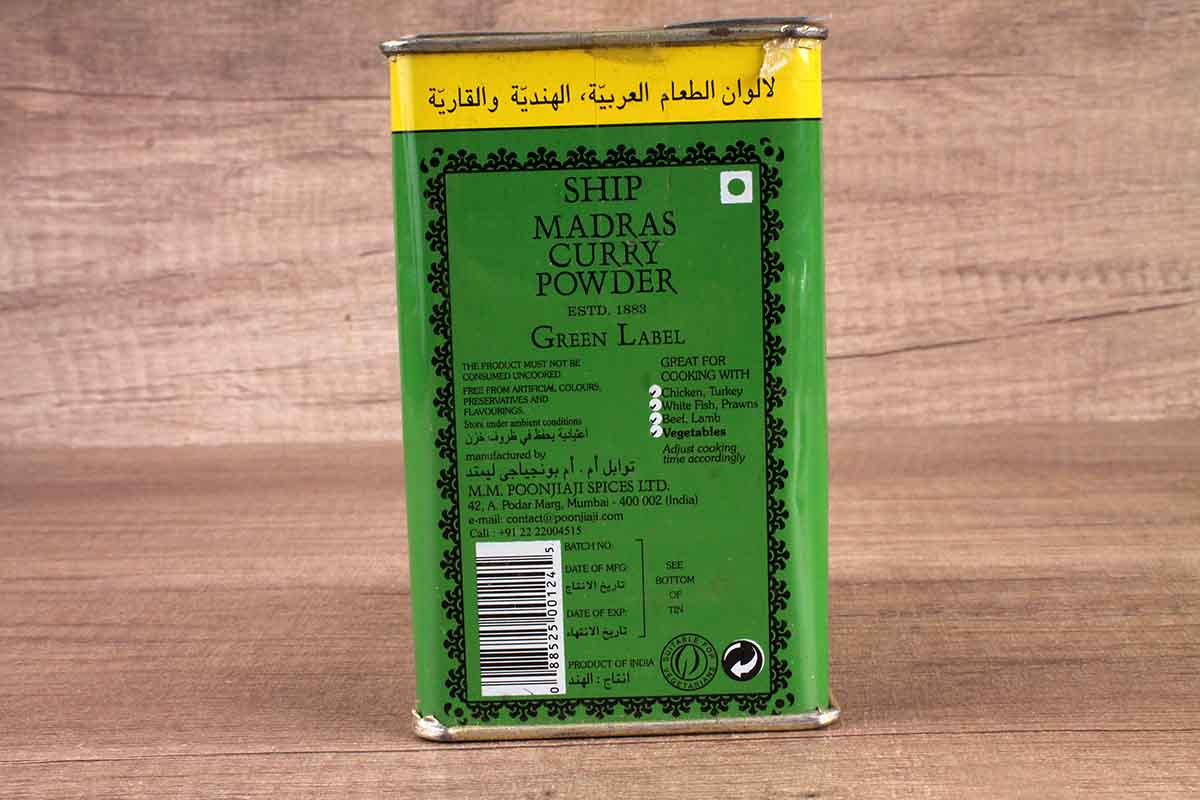 لالوان الطعام العربيّة، الهنديّة والقاريّة
SHIP
MADRAS
CURRY
POWDER
ESTD. 1883
GREEN LABEL
THE PRODUCT MUST NOT BE
CONSUMED UNCOOKED
FREE FROM ARTIFICIAL COLOURS,
PRESERVATIVES AND
FLAVOURINGS.
Store under ambient conditions
اعتيادية يحفظ في ظروف: خزن
GREAT FOR
COOKING WITH
Chicken, Turkey
White Fish, Prawns
Beef, Lamb
Vegetables
Adjust cooking
time accordingly
manufactured by
توابل أم . أم بونجياجى ليمتد
M.M. POONJIAJI SPICES LTD.
42, A. Podar Marg, Mumbai - 400 002 (India)
e-mail: contact@poonjiaji.com
Call : +91 22 22004515
0 88525 00124 5
BATCH NO:
DATE OF MFG:
تاريخ الانتاج
DATE OF EXP:
تاريخ الانتهاء
SEE
BOTTOM
OF
TIN
PRODUCT OF INDIA
انتاج : الهند
SUITABLE FOR
VEGETARIANS